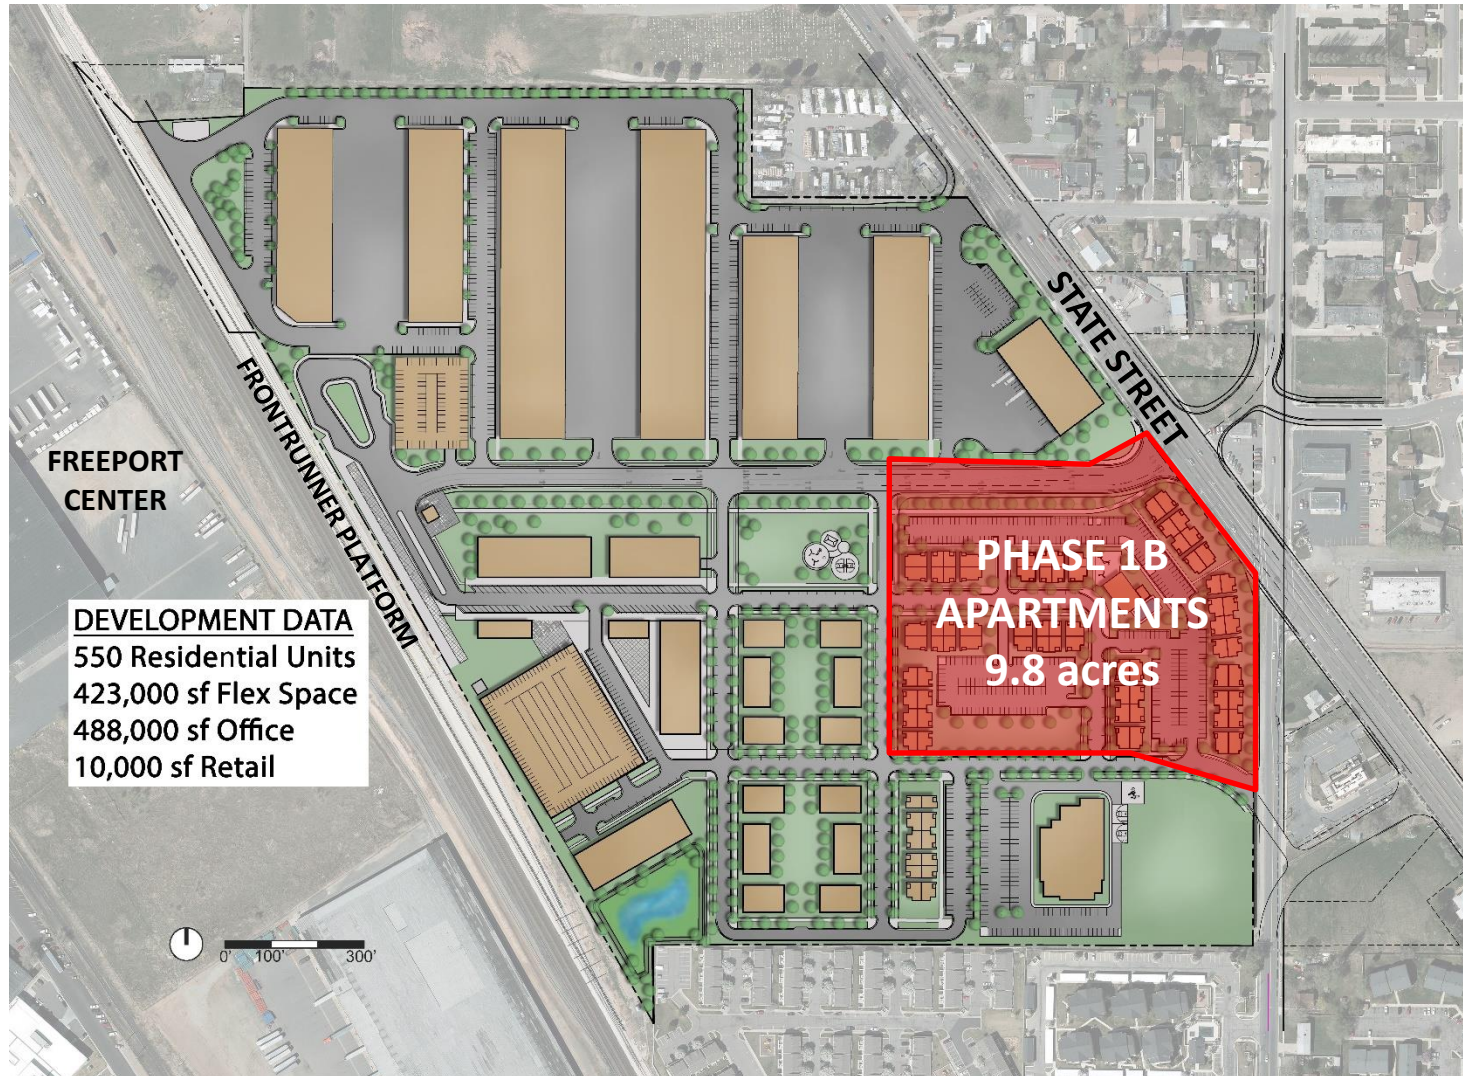 STATE STREET
FRONTRUNNER PLATFORM
FREEPORT
CENTER
PHASE 1B
APARTMENTS
9.8 acres
DEVELOPMENT DATA
550 Residential Units
423,000 sf Flex Space
488,000 sf Office
10,000 sf Retail
0'
100'
300'